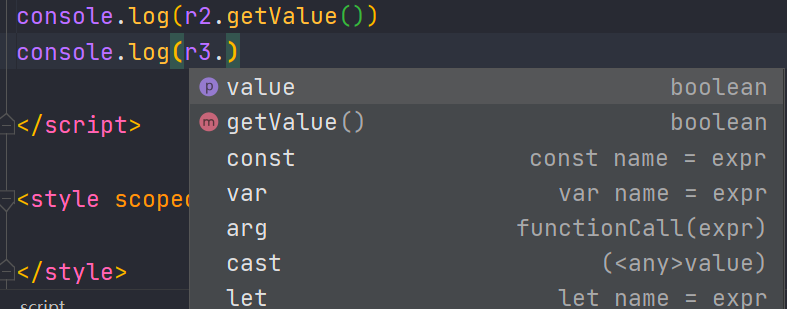 console.log(r2.getValue())
console.log(r3.)
p value boolean
m getValue() boolean
const const name = expr
</script>
var var name = expr
<style scoped
arg functionCall(expr)
cast (<any>value)
</style>
let let name = expr
script